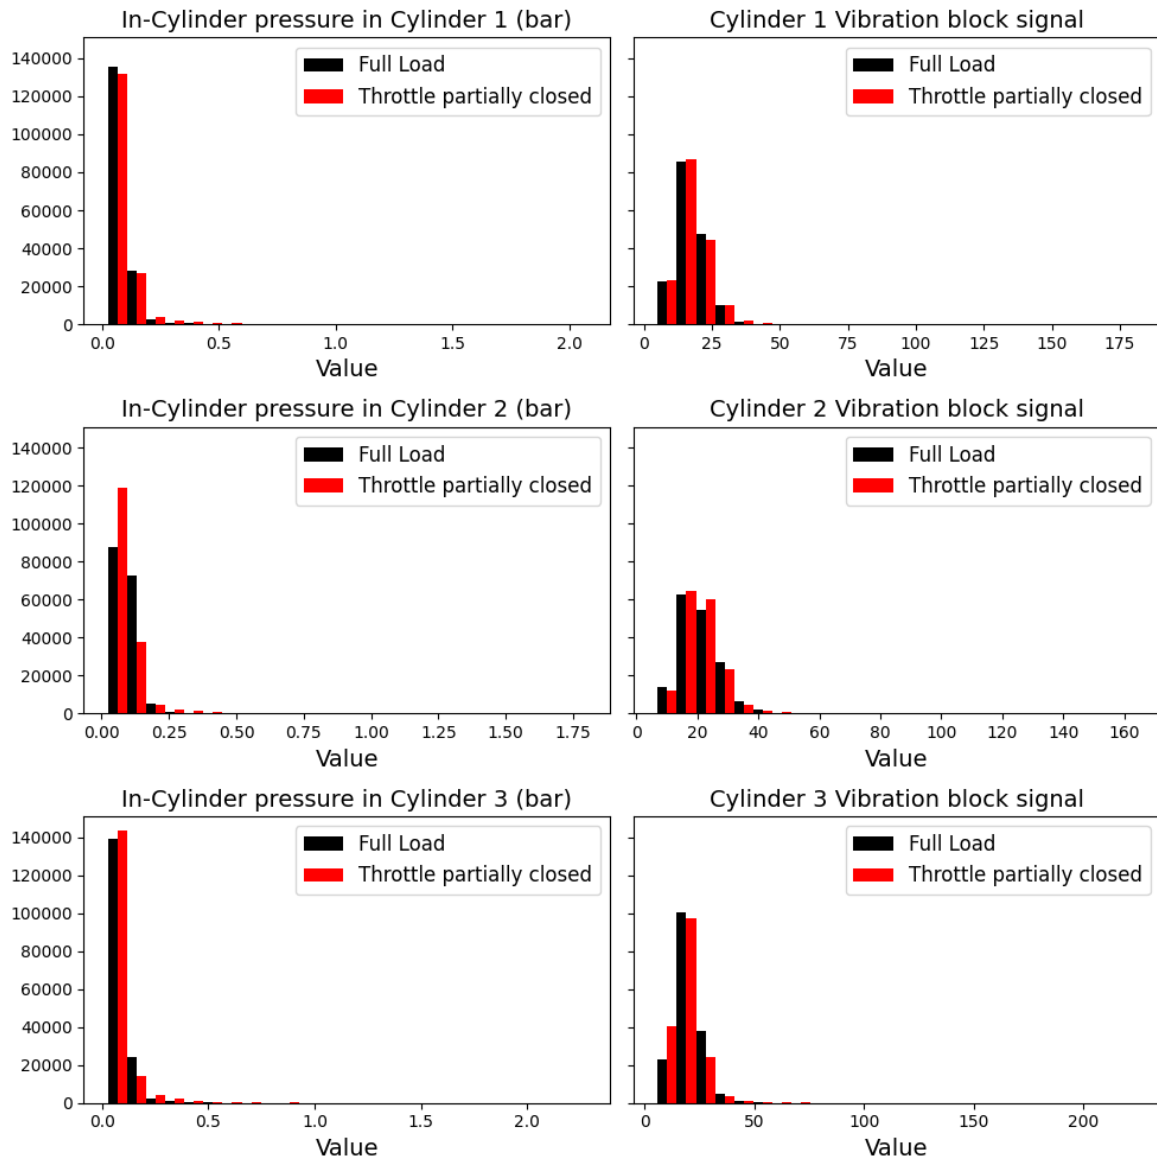 In-Cylinder pressure in Cylinder 1 (bar)
Cylinder 1 Vibration block signal
140000
120000
100000
80000
60000
40000
20000
0
Full Load
Throttle partially closed
Full Load
Throttle partially closed
0.0 0.5 1.0 1.5 2.0
0 25 50 75 100 125 150 175
Value
Value
In-Cylinder pressure in Cylinder 2 (bar)
Cylinder 2 Vibration block signal
140000
120000
100000
80000
60000
40000
20000
0
Full Load
Throttle partially closed
Full Load
Throttle partially closed
0.00 0.25 0.50 0.75 1.00 1.25 1.50 1.75
0 20 40 60 80 100 120 140 160
Value
Value
In-Cylinder pressure in Cylinder 3 (bar)
Cylinder 3 Vibration block signal
140000
120000
100000
80000
60000
40000
20000
0
Full Load
Throttle partially closed
Full Load
Throttle partially closed
0.0 0.5 1.0 1.5 2.0
0 50 100 150 200
Value
Value